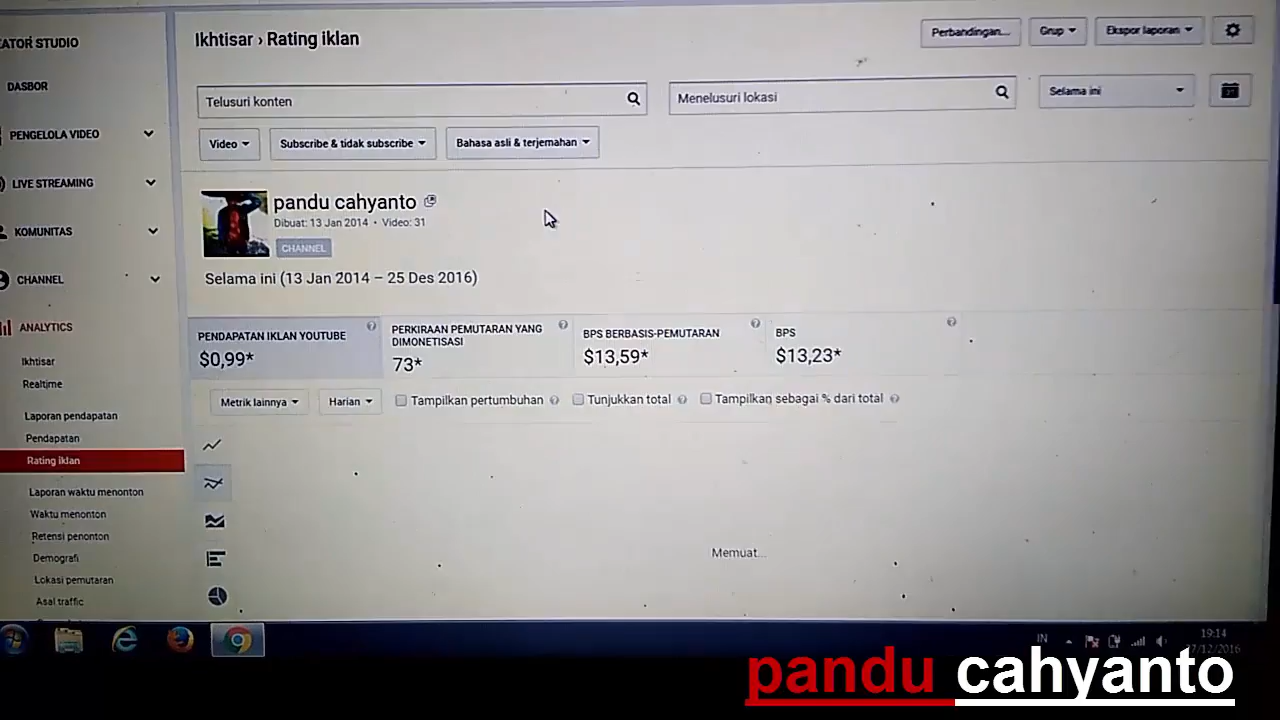 ATOR STUDIO
DASBOR
PENGELOLA VIDEO
LIVE STREAMING
KOMUNITAS
CHANNEL
ANALYTICS
Ikhtisar
Realtime
Laporan pendapatan
Pendapatan
Rating iklan
Laporan waktu menonton
Waktu menonton
Retensi penonton
Demografi
Lokasi pemutaran
Asal traffic
Ikhtisar › Rating iklan
Perbandingan... Grup Ekspor laporan
Telusuri konten Menelusuri lokasi Selama ini
Video Subscribe & tidak subscribe Bahasa asli & terjemahan
pandu cahyanto
Dibuat: 13 Jan 2014 • Video: 31
CHANNEL
Selama ini (13 Jan 2014 – 25 Des 2016)
PENDAPATAN IKLAN YOUTUBE
$0,99*
PERKIRAAN PEMUTARAN YANG
DIMONETISASI
73*
BPS BERBASIS-PEMUTARAN
$13,59*
BPS
$13,23*
Metrik lainnya Harian Tampilkan pertumbuhan Tunjukkan total Tampilkan sebagai % dari total
Memuat...
IN 19:14
pandu cahyanto